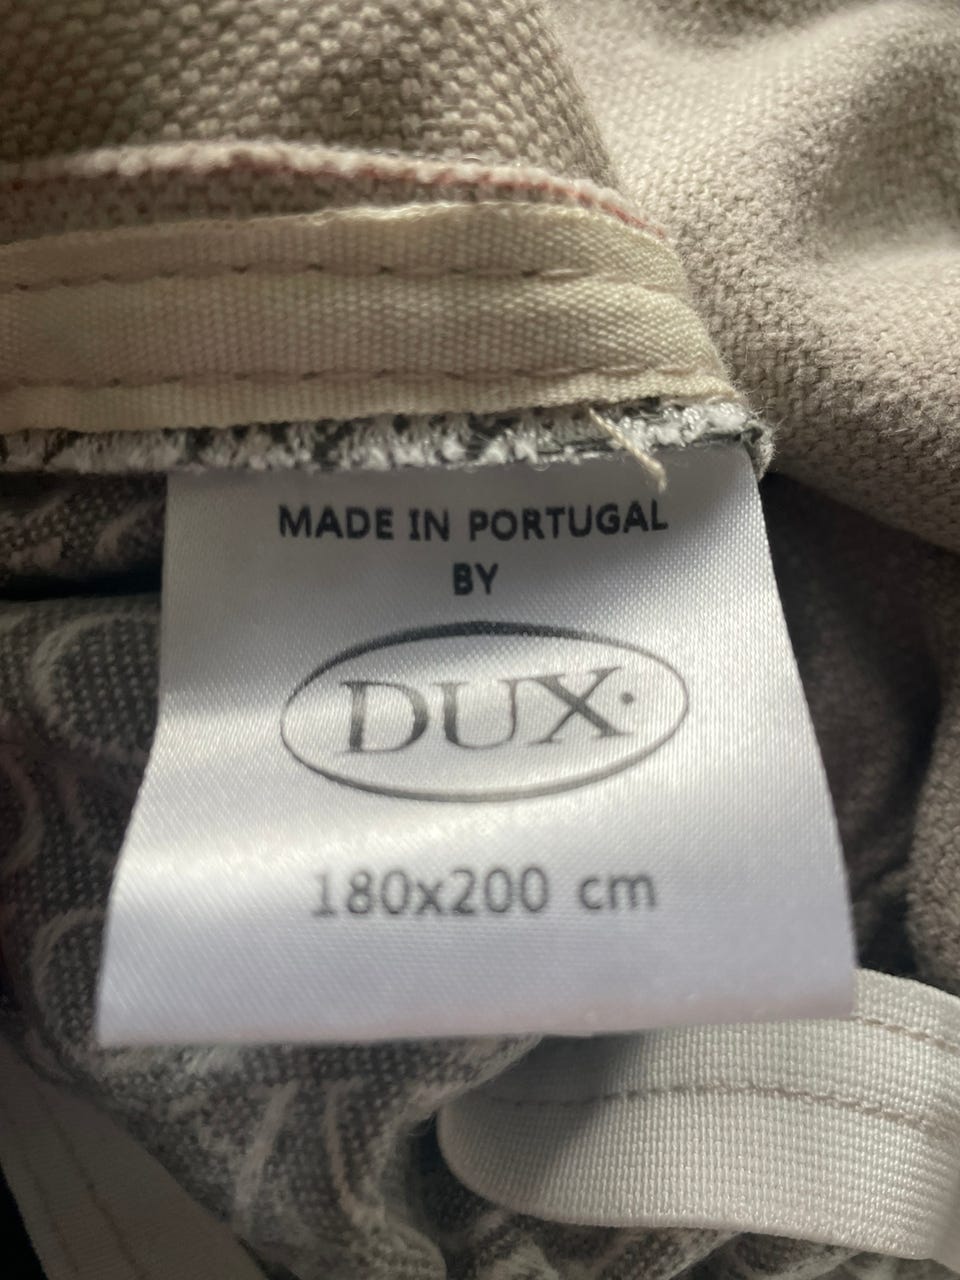 MADE IN PORTUGAL
BY
DUX·
180x200 cm